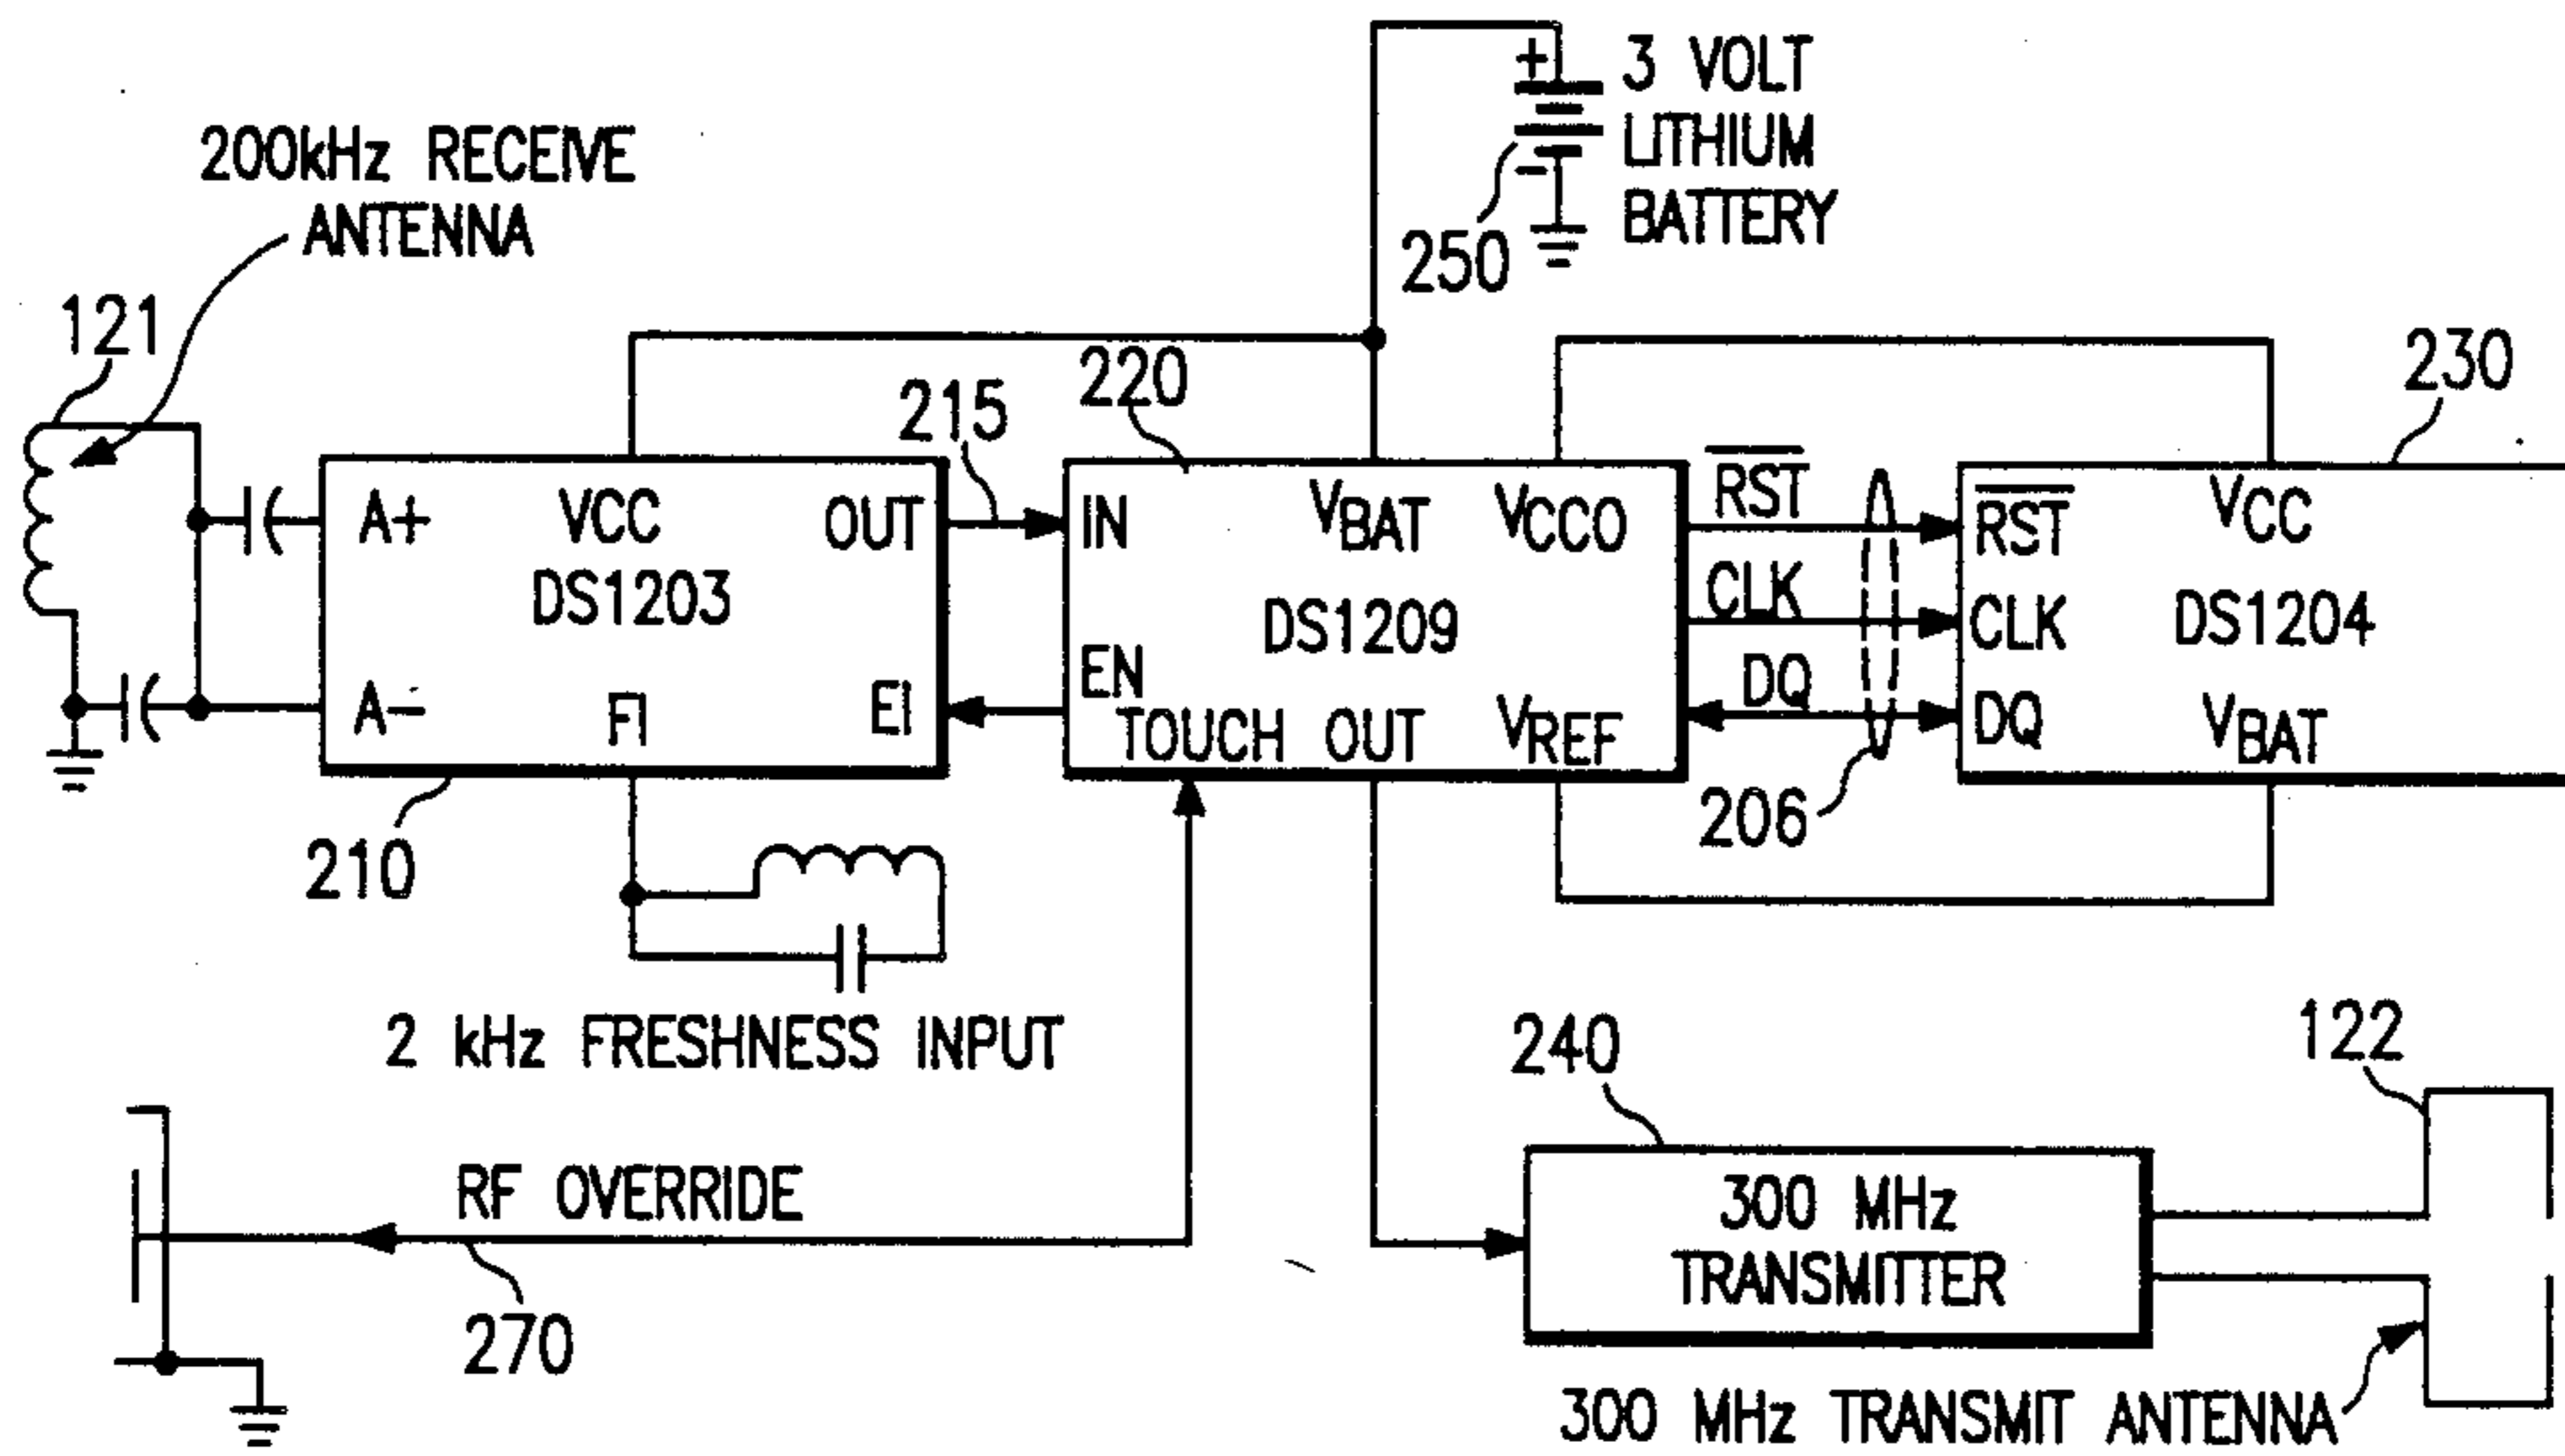 200kHz RECEIVE
ANTENNA
121
+
3 VOLT
LITHIUM
BATTERY
-
250
215
220
230
A+
VCC
OUT
DS1203
A-
FI
EI
210
IN
VBAT
VCCO
DS1209
EN
TOUCH OUT
VREF
RST
CLK
DQ
206
RST
VCC
CLK
DS1204
DQ
VBAT
2 kHz FRESHNESS INPUT
RF OVERRIDE
270
240
122
300 MHz
TRANSMITTER
300 MHz TRANSMIT ANTENNA